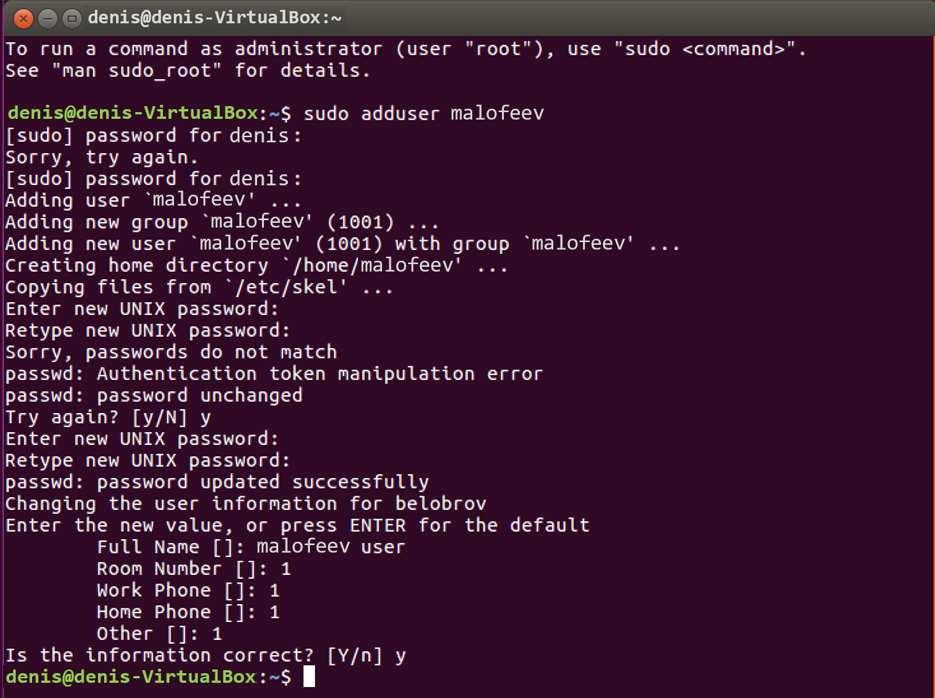 denis@denis-VirtualBox:~
To run a command as administrator (user "root"), use "sudo <command>".
See "man sudo_root" for details.
denis@denis-VirtualBox:~$ sudo adduser malofeev
[sudo] password for denis:
Sorry, try again.
[sudo] password for denis:
Adding user `malofeev' ...
Adding new group `malofeev' (1001) ...
Adding new user `malofeev' (1001) with group `malofeev' ...
Creating home directory `/home/malofeev' ...
Copying files from `/etc/skel' ...
Enter new UNIX password:
Retype new UNIX password:
Sorry, passwords do not match
passwd: Authentication token manipulation error
passwd: password unchanged
Try again? [y/N] y
Enter new UNIX password:
Retype new UNIX password:
passwd: password updated successfully
Changing the user information for belobrov
Enter the new value, or press ENTER for the default
Full Name []: malofeev user
Room Number []: 1
Work Phone []: 1
Home Phone []: 1
Other []: 1
Is the information correct? [Y/n] y
denis@denis-VirtualBox:~$